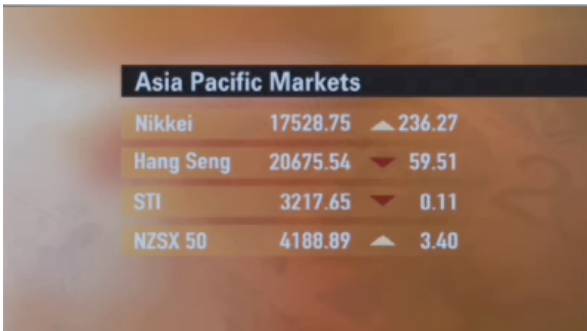 Asia Pacific Markets
Nikkei 17528.75 236.27
Hang Seng 20675.54 59.51
STI 3217.65 0.11
NZSX 50 4188.89 3.40